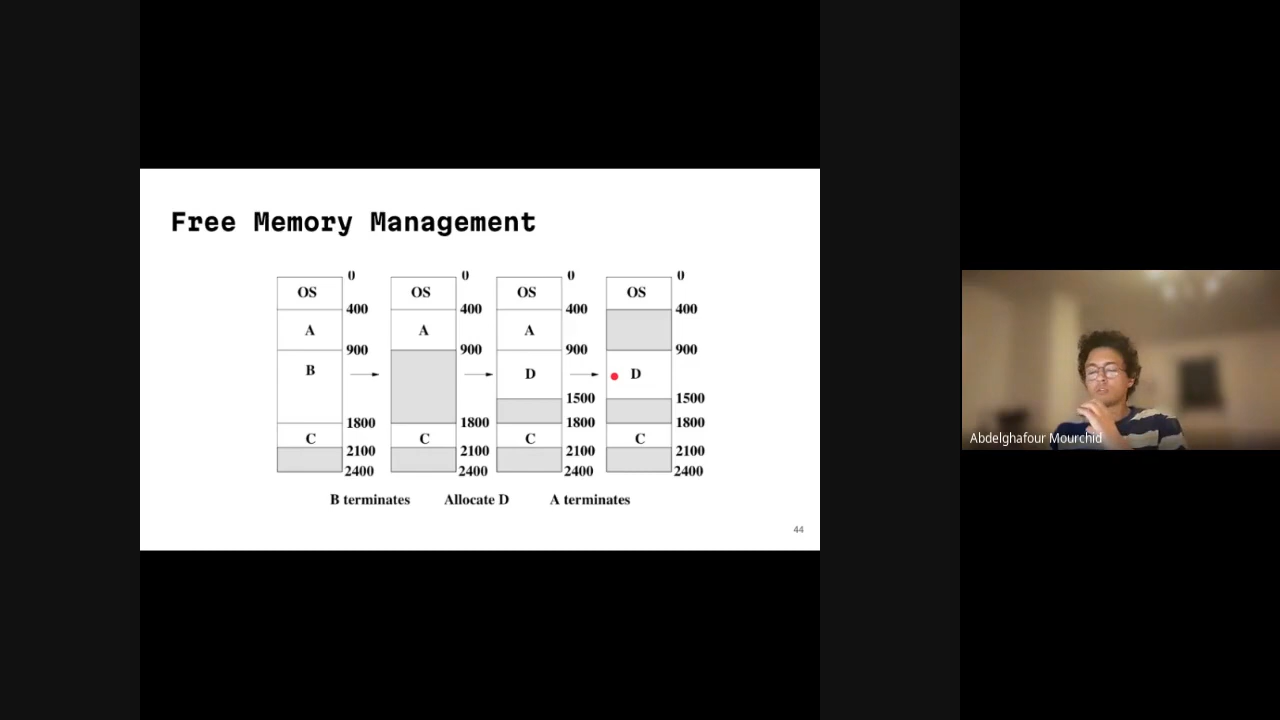 Free Memory Management
0 0 0 0
OS OS OS OS
400 400 400 400
A A A
900 900 900 900
B D D
1500 1500
1800 1800 1800 1800
C C C C
2100 2100 2100 2100
2400 2400 2400 2400
B terminates Allocate D A terminates
44
Abdelghafour Mourchid